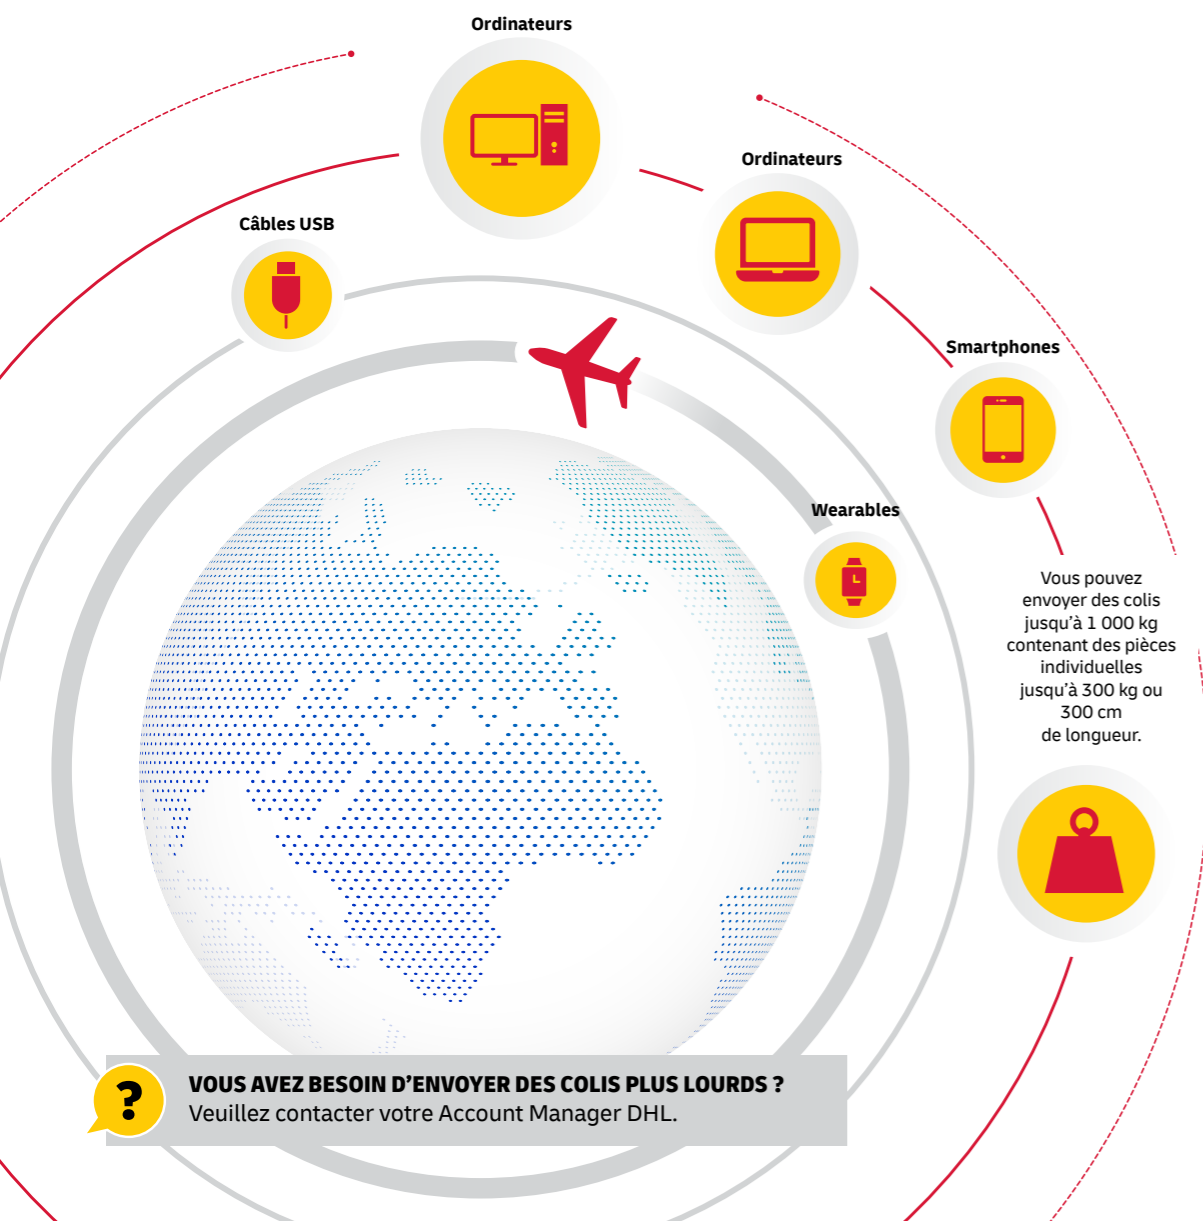 Ordinateurs
Ordinateurs
Câbles USB
Smartphones
Wearables
Vous pouvez
envoyer des colis
jusqu’à 1 000 kg
contenant des pièces
individuelles
jusqu’à 300 kg ou
300 cm
de longueur.
?
VOUS AVEZ BESOIN D’ENVOYER DES COLIS PLUS LOURDS ?
Veuillez contacter votre Account Manager DHL.